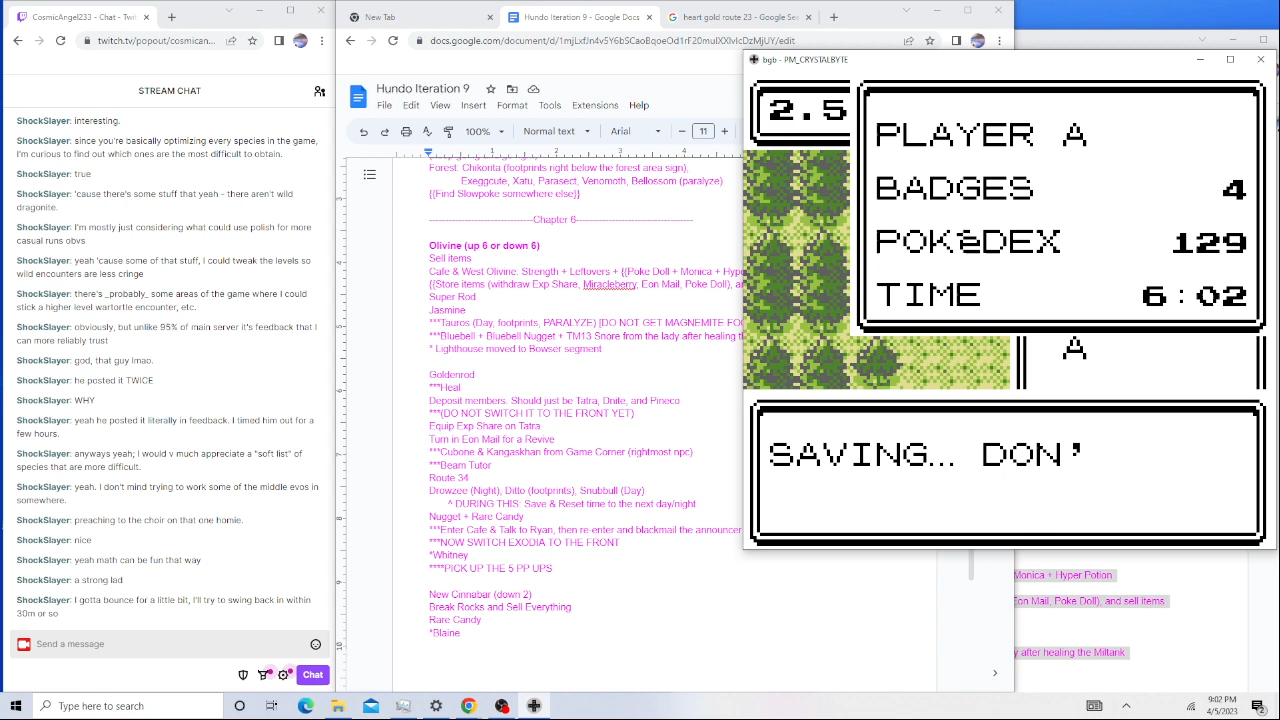 CosmicAngel233 - Chat - Twit
twitch.tv/popout/cosmican...
STREAM CHAT
ShockSlayer: interesting.
ShockSlayer: since you're basically optimizing every species in the game,
I'm curious to find out which ones are the most difficult to obtain.
ShockSlayer: true
ShockSlayer: 'cause there's some stuff that yeah - there aren't wild
dragonite.
ShockSlayer: I'm mostly just considering what could use polish for more
casual runs obvs
ShockSlayer: yeah 'cause some of that stuff, I could tweak the levels so
wild encounters are less cringe
ShockSlayer: there's _probably_ some areas of the game where I could
stick a higher level wartortle encounter, etc.
ShockSlayer: obviously, but unlike 95% of main server it's feedback that I
can more reliably trust
ShockSlayer: god, that guy lmao.
ShockSlayer: he posted it TWICE
ShockSlayer: WHY
ShockSlayer: yeah he posted it literally in feedback. I timed him out for a
few hours.
ShockSlayer: anyways yeah; I would v much appreciate a "soft list" of
species that are more difficult.
ShockSlayer: yeah. I don't mind trying to work some of the middle evos in
somewhere.
ShockSlayer: preaching to the choir on that one homie.
ShockSlayer: nice
ShockSlayer: yeah math can be fun that way
ShockSlayer: a strong lad
ShockSlayer: I gotta bounce for a little bit, I'll try to swing back in within
30m or so
Send a message
Chat
New Tab
Hundo Iteration 9 - Google Docs
heart gold route 23 - Google Sea
Hundo Iteration 9
File Edit View Insert Format Tools Extensions Help
100% Normal text Arial 11
1 2 3 4
Forest: Chikorita (footprints right below the forest area sign),
Exeggcute, Xatu, Parasect, Venomoth, Bellossom (paralyze)
{{Find Slowpoke somewhere else}}
Chapter 6
Olivine (up 6 or down 6)
Sell items
Cafe & West Olivine. Strength + Leftovers + {{Poke Doll + Monica + Hype
{{Store items (withdraw Exp Share, Miracleberry, Eon Mail, Poke Doll), an
Super Rod
Jasmine
***Tauros (Day, footprints, PARALYZE) [DO NOT GET MAGNEMITE FOO
***Bluebell + Bluebell Nugget + TM13 Snore from the lady after healing th
* Lighthouse moved to Bowser segment
Goldenrod
***Heal
Deposit members. Should just be Tatra, Dnite, and Pineco.
***(DO NOT SWITCH IT TO THE FRONT YET)
Equip Exp Share on Tatra
Turn in Eon Mail for a Revive
***Cubone & Kangaskhan from Game Corner (rightmost npc)
***Beam Tutor
Route 34
Drowzee (Night), Ditto (footprints), Snubbull (Day)
^ DURING THIS: Save & Reset time to the next day/night
Nugget + Rare Candy
***Enter Cafe & Talk to Ryan, then re-enter and blackmail the announcer
***NOW SWITCH EXODIA TO THE FRONT
*Whitney
****PICK UP THE 5 PP UPS
New Cinnabar (down 2)
Break Rocks and Sell Everything
Rare Candy
*Blaine
bgb - PM_CRYSTALBYTE
2.5
PLAYER A
BADGES 4
POKéDEX 129
TIME 6:02
A
SAVING... DON'
Monica + Hyper Potion
Eon Mail, Poke Doll), and sell items
y after healing the Miltank
Type here to search
9:02 PM
4/5/2023
2